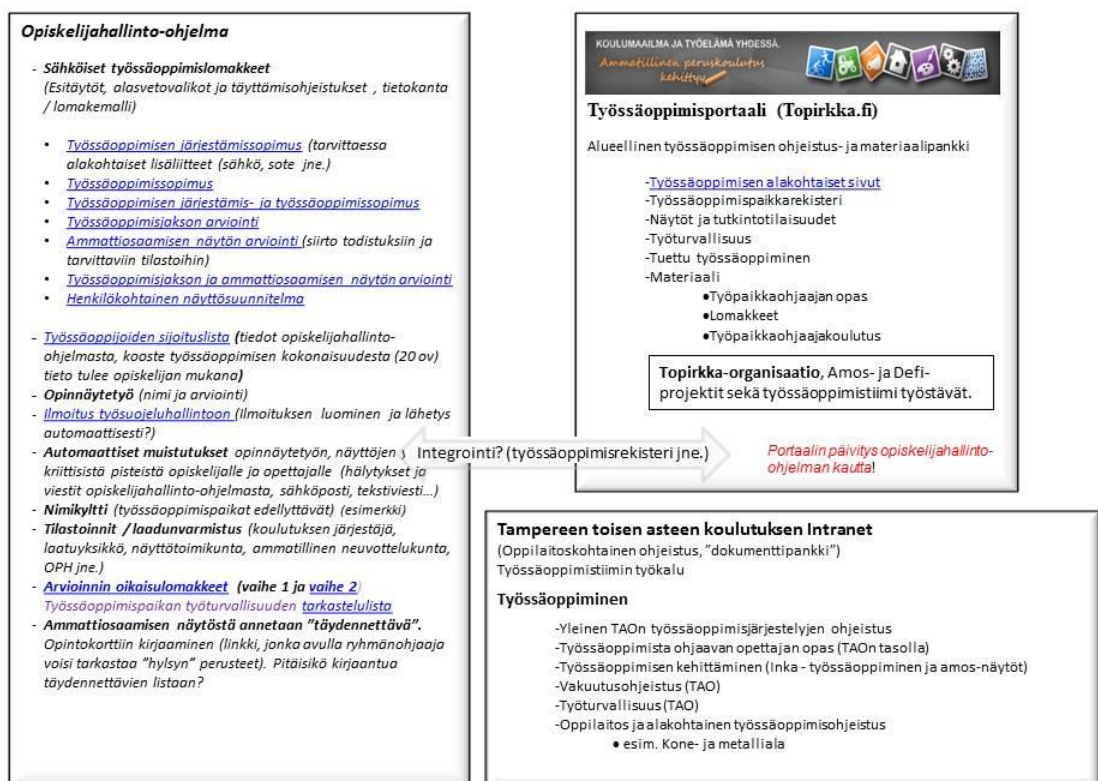 Opiskelijahallinto-ohjelma
- Sähköiset työssäoppimislomakkeet
(Esitäytöt, alasvetovalikot ja täyttämisohjeistukset , tietokanta
/ lomakemalli)
• Työssäoppimisen järjestämissopimus (tarvittaessa
alakohtaiset lisäliitteet (sähkö, sote jne.)
• Työssäoppimissopimus
• Työssäoppimisen järjestämis- ja työssäoppimissopimus
• Työssäoppimisjakson arviointi
• Ammattiosaamisen näytön arviointi (siirto todistuksiin ja
tarvittaviin tilastoihin)
• Työssäoppimisjakson ja ammattiosaamisen näytön arviointi
• Henkilökohtainen näyttösuunnitelma
- Työssäoppijoiden sijoituslista (tiedot opiskelijahallinto-
ohjelmasta, kooste työssäoppimisen kokonaisuudesta (20 ov)
tieto tulee opiskelijan mukana)
- Opinnäytetyö (nimi ja arviointi)
- Ilmoitus työsuojeluhallintoon (Ilmoituksen luominen ja lähetys
automaattisesti?)
- Automaattiset muistutukset opinnäytetyön, näyttöjen
kriittisistä pisteistä opiskelijalle ja opettajalle (hälytykset ja
viestit opiskelijahallinto-ohjelmasta, sähköposti, tekstiviesti...)
- Nimikyltti (työssäoppimispaikat edellyttävät) (esimerkki)
- Tilastoinnit / laadunvarmistus (koulutuksen järjestäjä,
laatuyksikkö, näyttötoimikunta, ammatillinen neuvottelukunta,
OPH jne.)
- Arvioinnin oikaisulomakkeet (vaihe 1 ja vaihe 2)
Työssäoppimispaikan työturvallisuuden tarkastelulista
- Ammattiosaamisen näytöstä annetaan ”täydennettävä”.
Opintokorttiin kirjaaminen (linkki, jonka avulla ryhmänohjaaja
voisi tarkastaa ”hylsyn” perusteet). Pitäisikö kirjaantua
täydennettävien listaan?
Integrointi? (työssäoppimisrekisteri jne.)
KOULUMAAILMA JA TYÖELÄMÄ YHDESSÄ.
Ammatillinen peruskoulutus
kehittyy
Työssäoppimisportaali (Topirkka.fi)
Alueellinen työssäoppimisen ohjeistus- ja materiaalipankki
-Työssäoppimisen alakohtaiset sivut
-Työssäoppimispaikkarekisteri
-Näytöt ja tutkintotilaisuudet
-Työturvallisuus
-Tuettu työssäoppiminen
-Materiaali
•Työpaikkaohjaajan opas
•Lomakkeet
•Työpaikkaohjaajakoulutus
Topirkka-organisaatio, Amos- ja Defi-
projektit sekä työssäoppimistiimi työstävät.
Portaalin päivitys opiskelijahallinto-
ohjelman kautta!
Tampereen toisen asteen koulutuksen Intranet
(Oppilaitoskohtainen ohjeistus, ”dokumenttipankki”)
Työssäoppimistiimin työkalu
Työssäoppiminen
-Yleinen TAOn työssäoppimisjärjestelyjen ohjeistus
-Työssäoppimista ohjaavan opettajan opas (TAOn tasolla)
-Työssäoppimisen kehittäminen (Inka - työssäoppiminen ja amos-näytöt)
-Vakuutusohjeistus (TAO)
-Työturvallisuus (TAO)
-Oppilaitos ja alakohtainen työssäoppimisohjeistus
• esim. Kone- ja metalliala